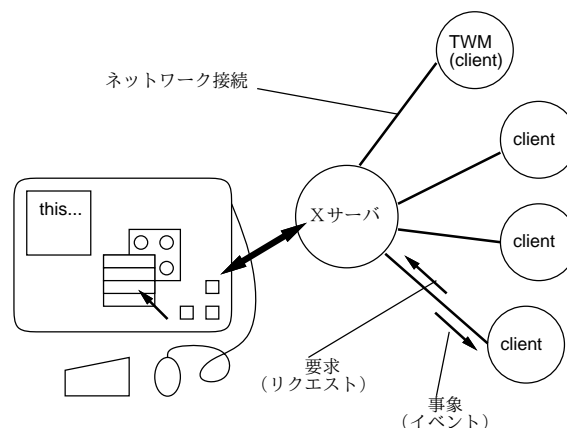 TWM
(client)
ネットワーク接続
client
this...
Xサーバ
client
client
要求
（リクエスト）
事象
（イベント）